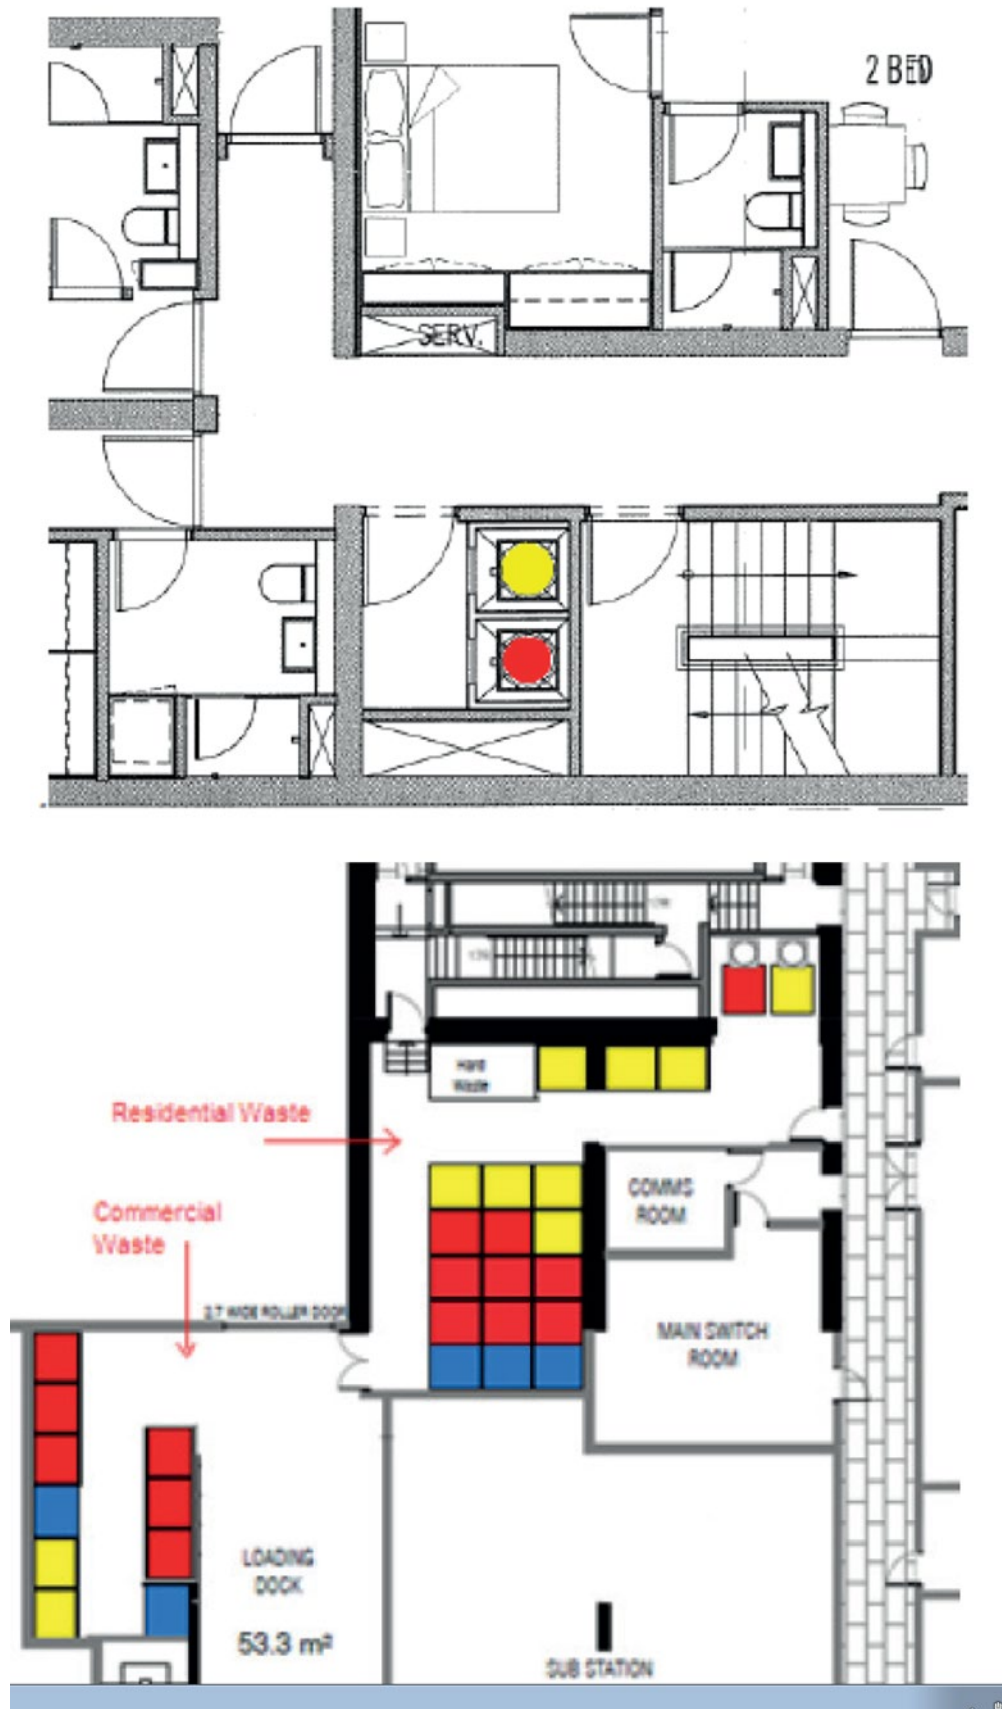 2 BED
SERV.
Hard
Waste
Residential Waste
COMMS
ROOM
Commercial
Waste
2.7 WIDE ROLLER DOOR
MAIN SWITCH
ROOM
LOADING
DOCK
53.3 m²
SUB STATION